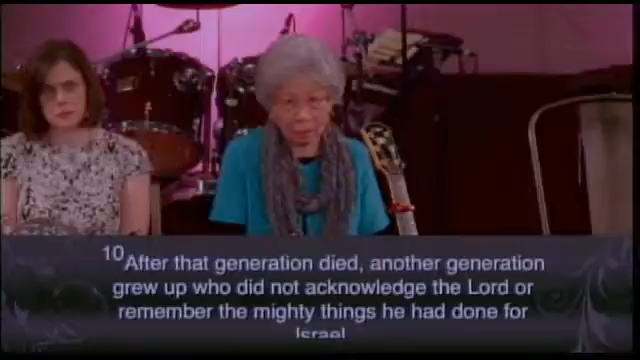 10After that generation died, another generation
grew up who did not acknowledge the Lord or
remember the mighty things he had done for
Israel